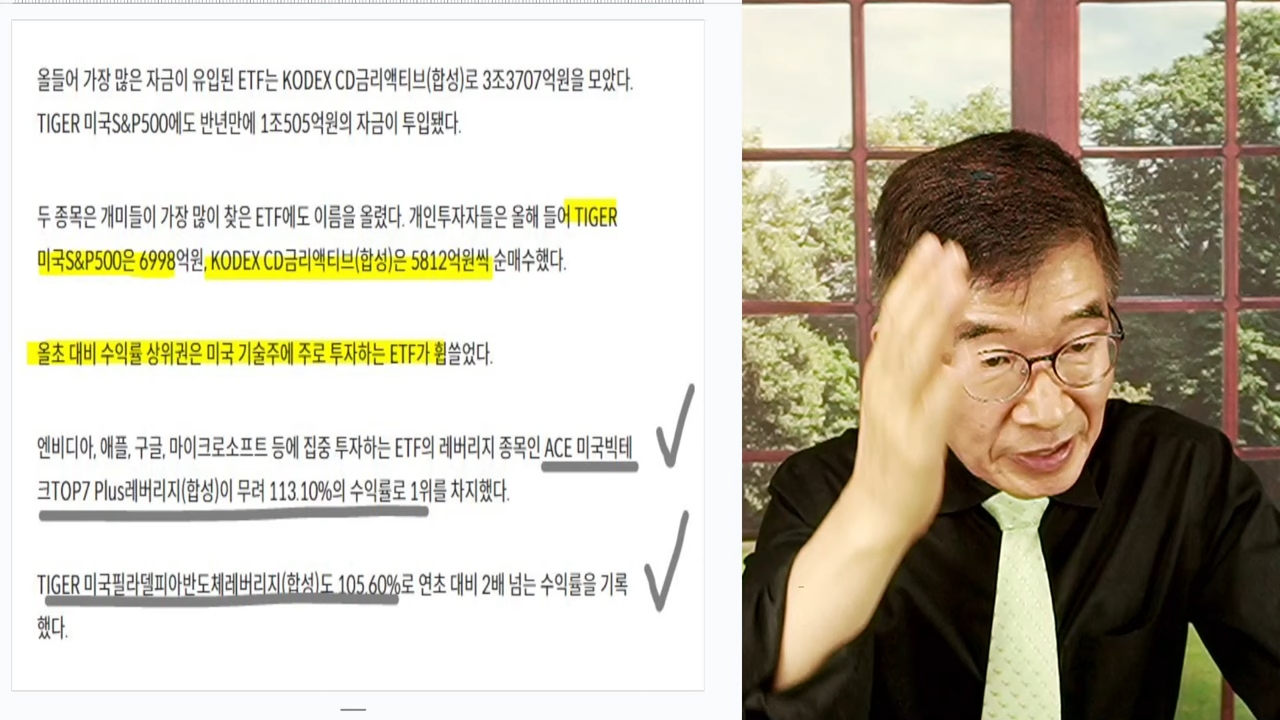 올들어 가장 많은 자금이 유입된 ETF는 KODEX CD금리액티브(합성)로 3조3707억원을 모았다.
TIGER 미국S&P500에도 반년만에 1조505억원의 자금이 투입됐다.
두 종목은 개미들이 가장 많이 찾은 ETF에도 이름을 올렸다. 개인투자자들은 올해 들어 TIGER
미국S&P500은 6998억원, KODEX CD금리액티브(합성)은 5812억원씩 순매수했다.
올초 대비 수익률 상위권은 미국 기술주에 주로 투자하는 ETF가 휩쓸었다.
엔비디아, 애플, 구글, 마이크로소프트 등에 집중 투자하는 ETF의 레버리지 종목인 ACE 미국빅테
크TOP7 Plus레버리지(합성)이 무려 113.10%의 수익률로 1위를 차지했다.
TIGER 미국필라델피아반도체레버리지(합성)도 105.60%로 연초 대비 2배 넘는 수익률을 기록
했다.